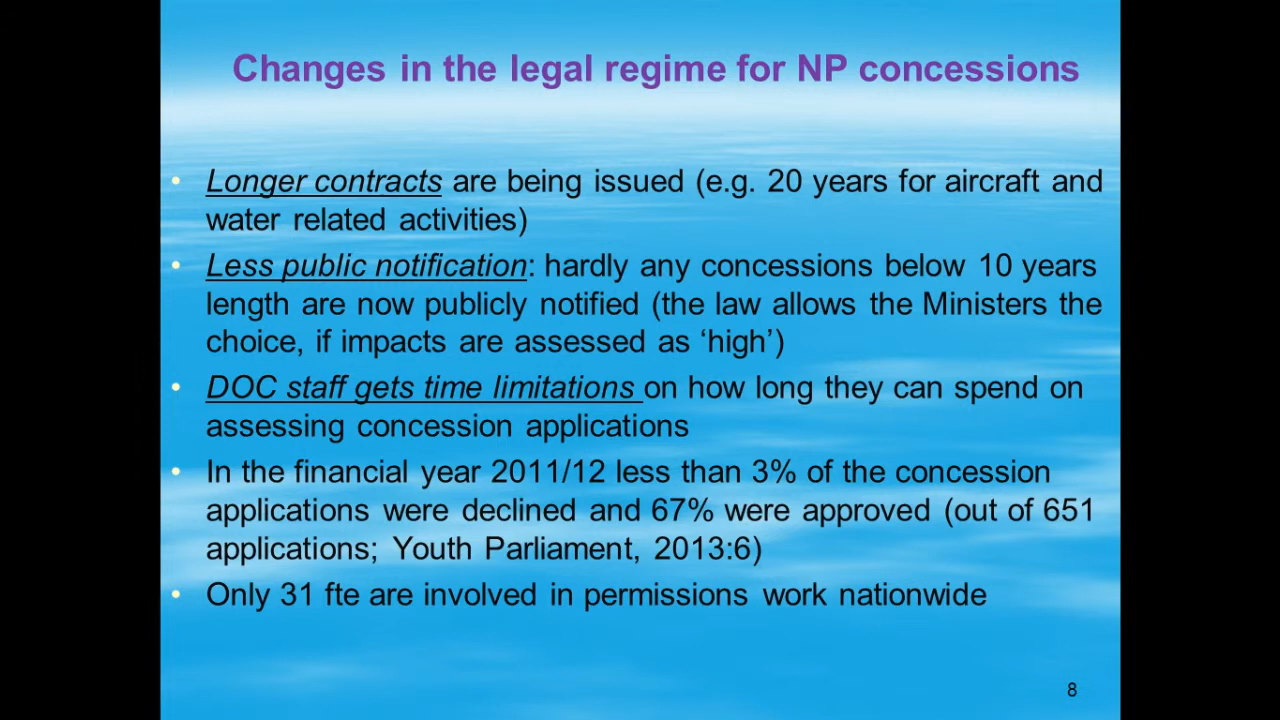 Changes in the legal regime for NP concessions
• Longer contracts are being issued (e.g. 20 years for aircraft and
water related activities)
• Less public notification: hardly any concessions below 10 years
length are now publicly notified (the law allows the Ministers the
choice, if impacts are assessed as ‘high’)
• DOC staff gets time limitations on how long they can spend on
assessing concession applications
• In the financial year 2011/12 less than 3% of the concession
applications were declined and 67% were approved (out of 651
applications; Youth Parliament, 2013:6)
• Only 31 fte are involved in permissions work nationwide
8